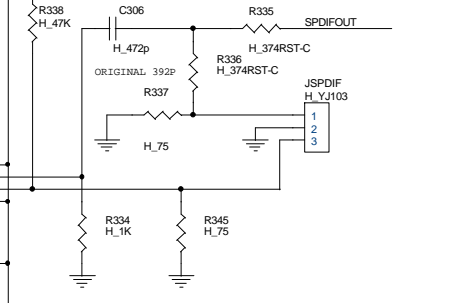 R338
H_47K
C306
H_472p
ORIGINAL 392P
R335
H_374RST-C
SPDIFOUT
R336
H_374RST-C
R337
H_75
JSPDIF
H_YJ103
1
2
3
R334
H_1K
R345
H_75